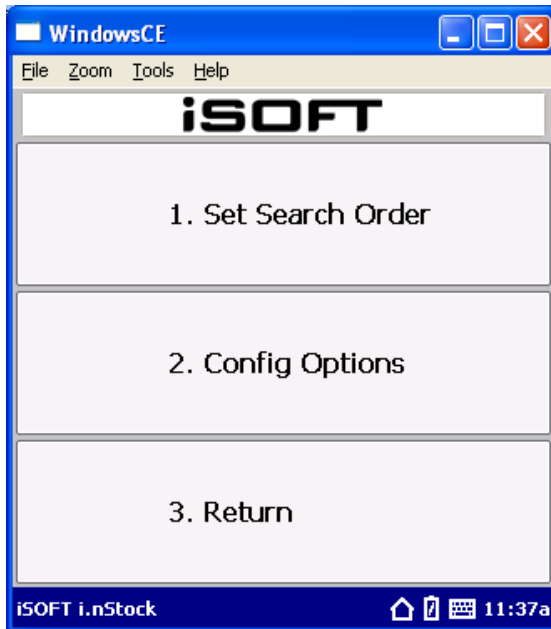 WindowsCE
File Zoom Tools Help
iSOFT
1. Set Search Order
2. Config Options
3. Return
iSOFT i.nStock 11:37a